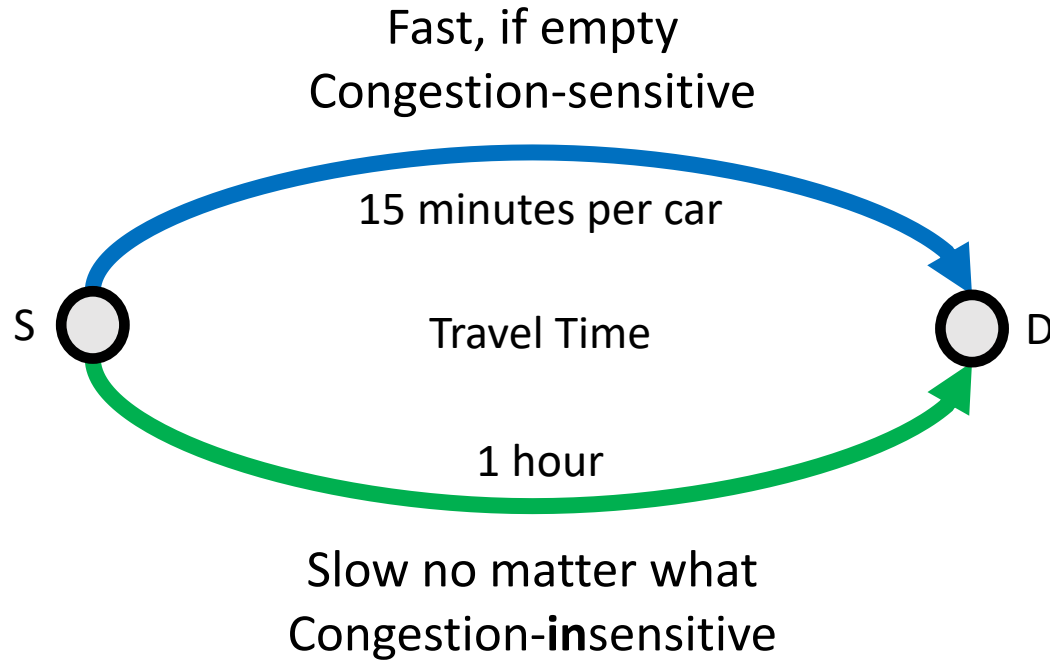 Fast, if empty
Congestion-sensitive
15 minutes per car
S
Travel Time
D
1 hour
Slow no matter what
Congestion-insensitive